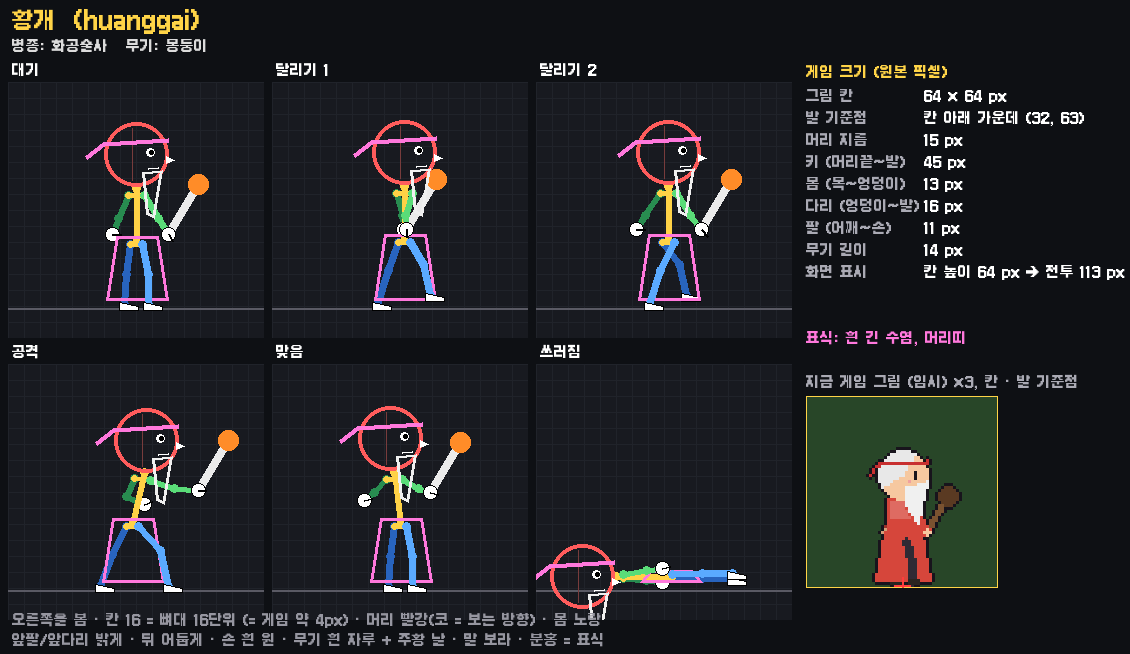 황개 (huanggai)
병종: 화공술사 무기: 몽둥이
대기
달리기 1
달리기 2
공격
맞음
쓰러짐
게임 크기 (원본 픽셀)
그림 칸 64 × 64 px
발 기준점 칸 아래 가운데 (32, 63)
머리 지름 15 px
키 (머리끝~발) 45 px
몸 (목~엉덩이) 13 px
다리 (엉덩이~발) 16 px
팔 (어깨~손) 11 px
무기 길이 14 px
화면 표시 칸 높이 64 px → 전투 113 px
표식: 흰 긴 수염, 머리띠
지금 게임 그림 (임시) ×3, 칸 · 발 기준점
오른쪽을 봄 · 칸 16 = 뼈대 16단위 (= 게임 약 4px) · 머리 빨강(코 = 보는 방향) · 몸 노랑
앞팔/앞다리 밝게 · 뒤 어둡게 · 손 흰 원 · 무기 흰 자루 + 주황 날 · 말 보라 · 분홍 = 표식